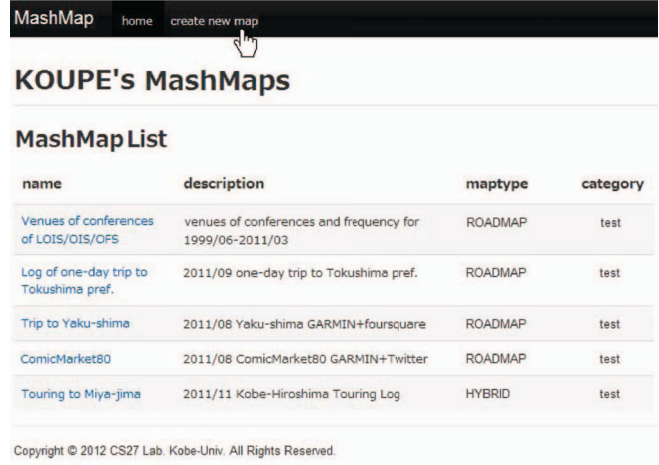 MashMap home create new map
KOUPE's MashMaps
MashMap List
name description maptype category
Venues of conferences of LOIS/OIS/OFS venues of conferences and frequency for 1999/06-2011/03 ROADMAP test
Log of one-day trip to Tokushima pref. 2011/09 one-day trip to Tokushima pref. ROADMAP test
Trip to Yaku-shima 2011/08 Yaku-shima GARMIN+foursquare ROADMAP test
ComicMarket80 2011/08 ComicMarket80 GARMIN+Twitter ROADMAP test
Touring to Miya-jima 2011/11 Kobe-Hiroshima Touring Log HYBRID test
Copyright © 2012 CS27 Lab. Kobe-Univ. All Rights Reserved.